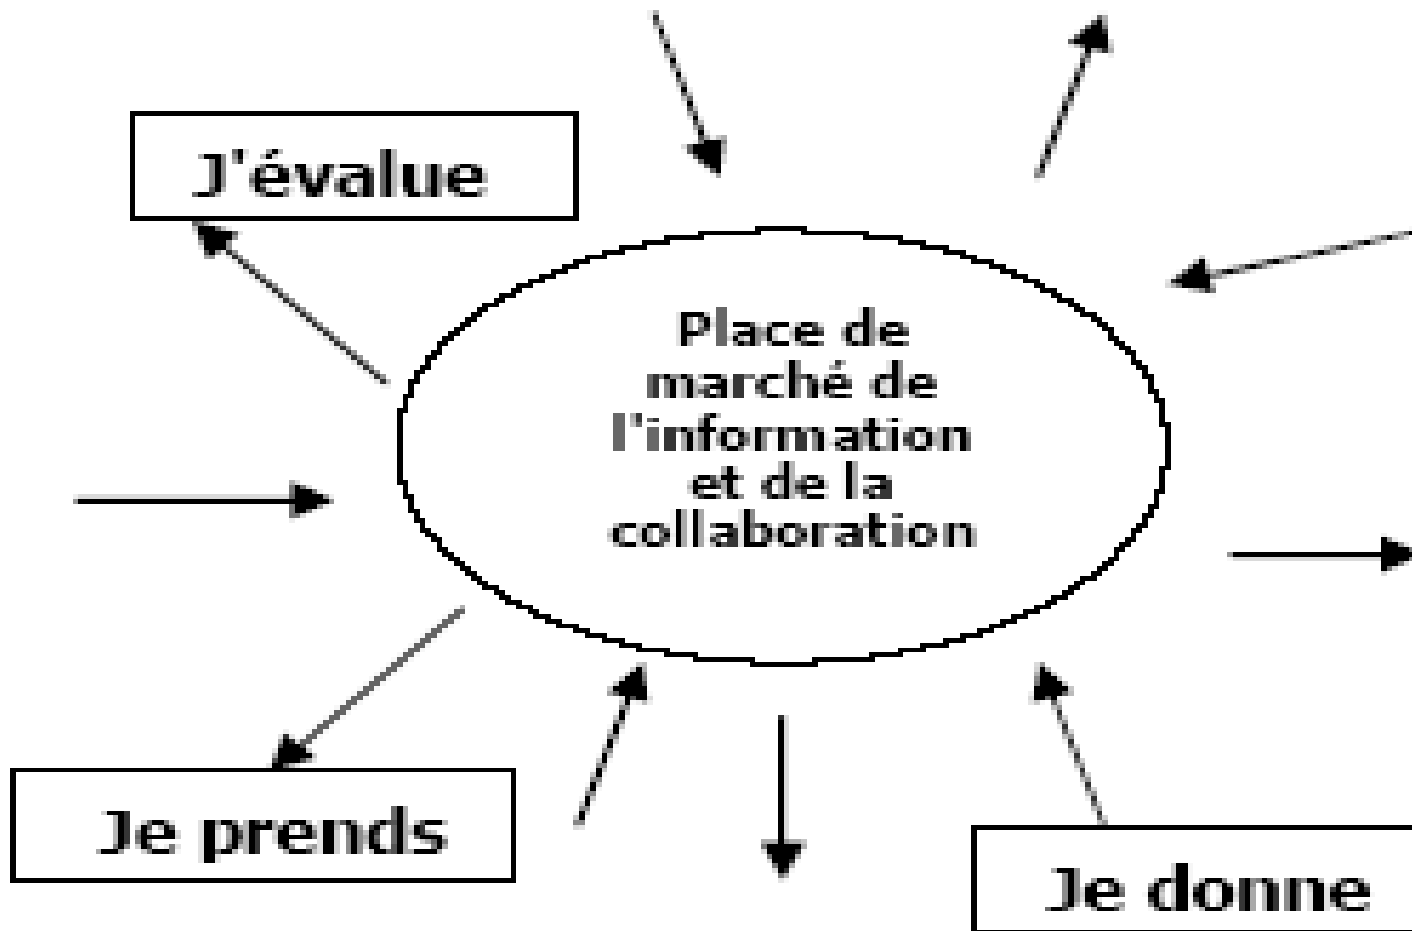 J'évalue
Place de
marché de
l'information
et de la
collaboration
Je prends
Je donne